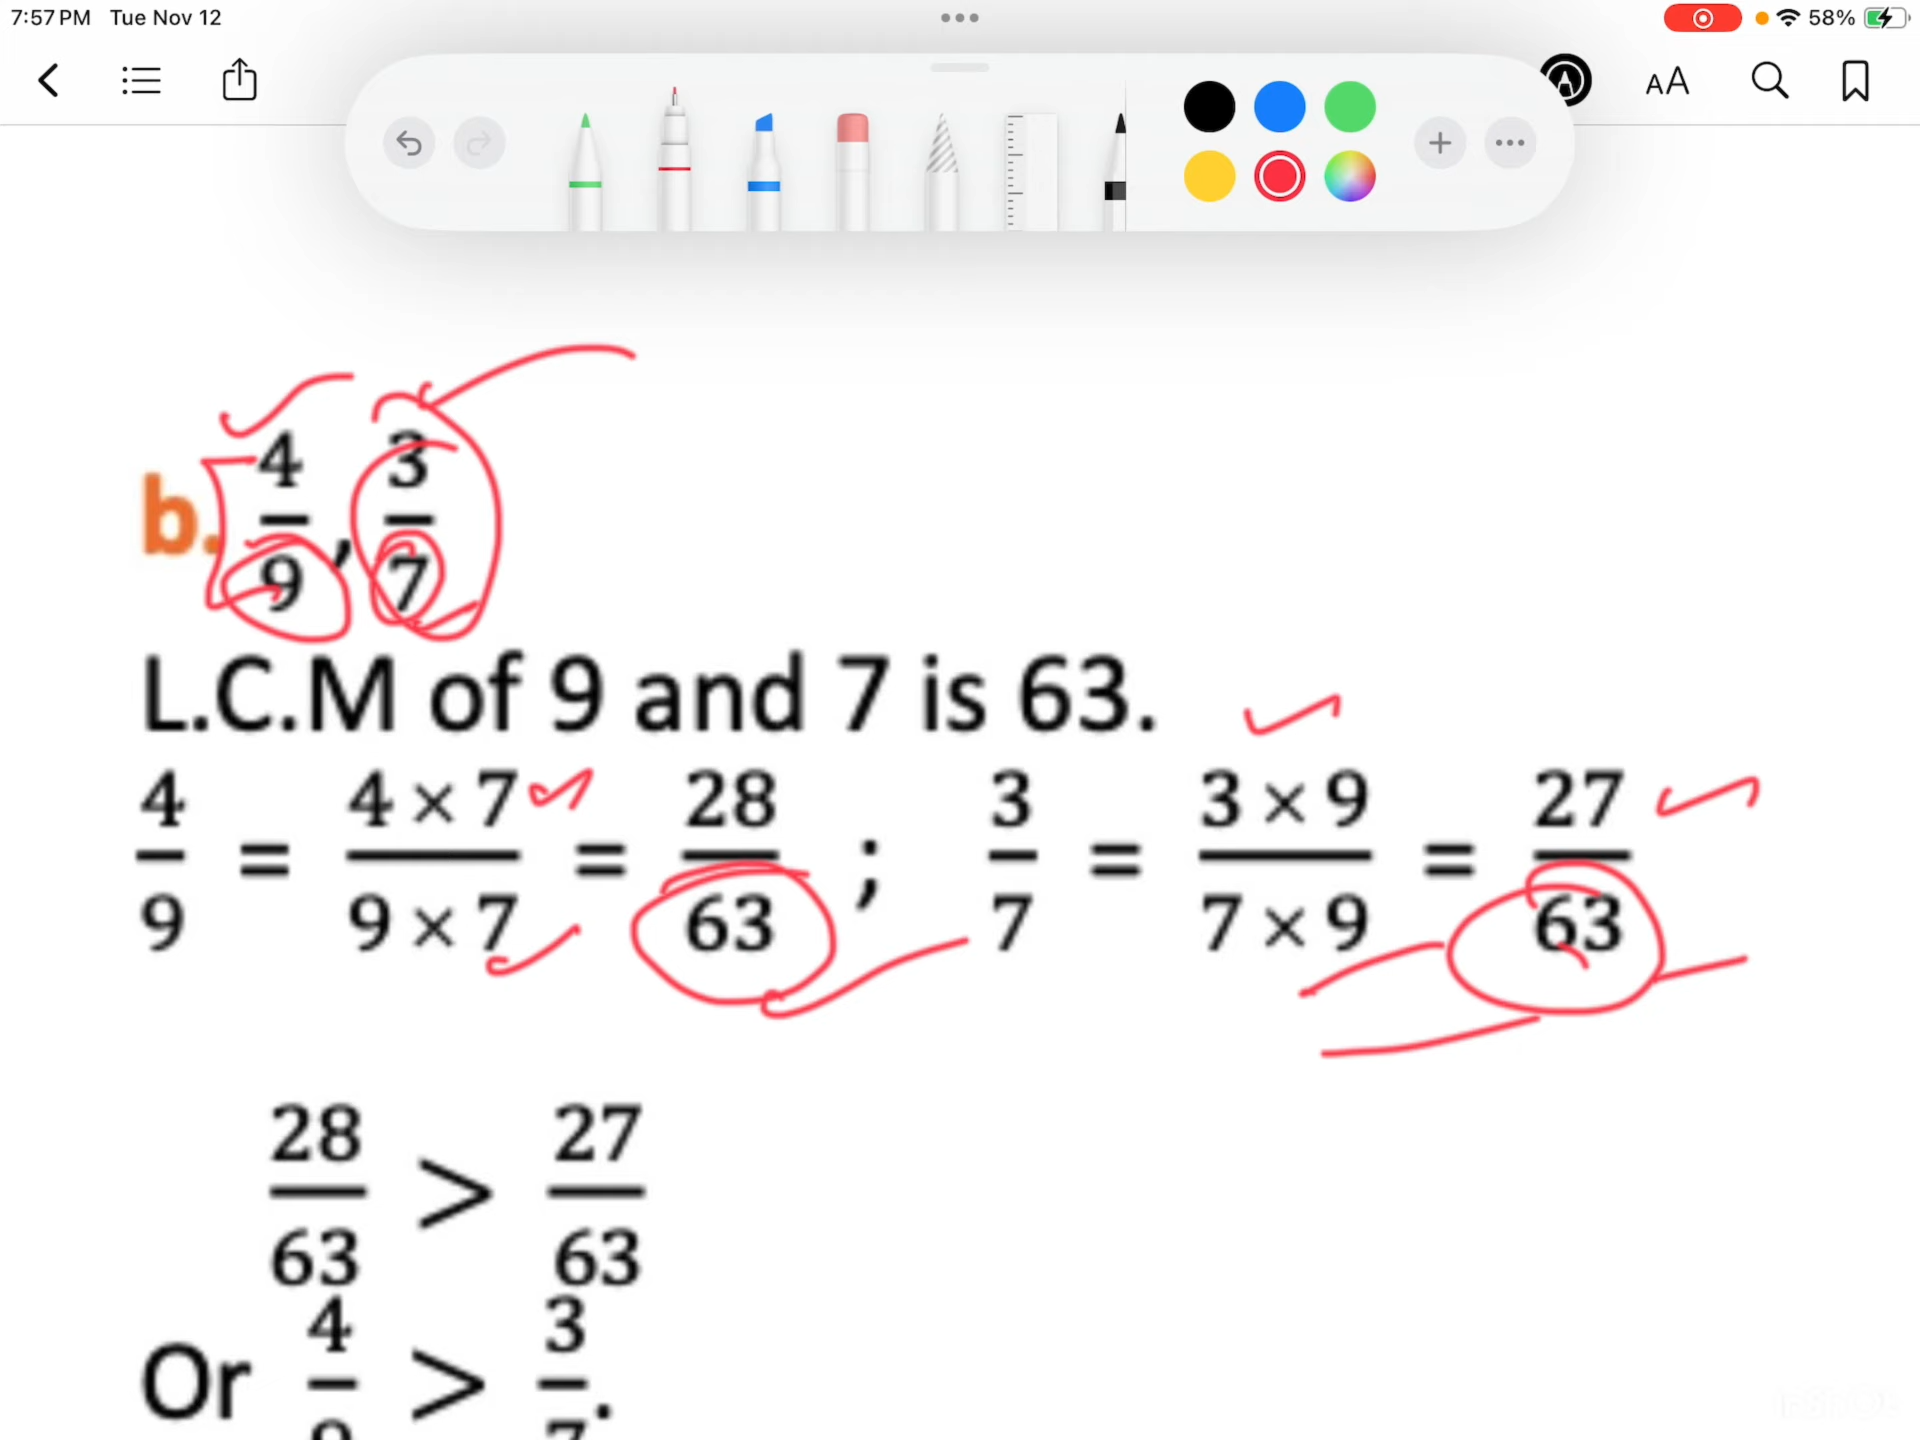 7:57 PM Tue Nov 12 58%
AA
b. 4/9 , 3/7
L.C.M of 9 and 7 is 63.
4/9 = 4 × 7/9 × 7 = 28/63 ; 3/7 = 3 × 9/7 × 9 = 27/63
28/63 > 27/63
Or 4/9 > 3/7.